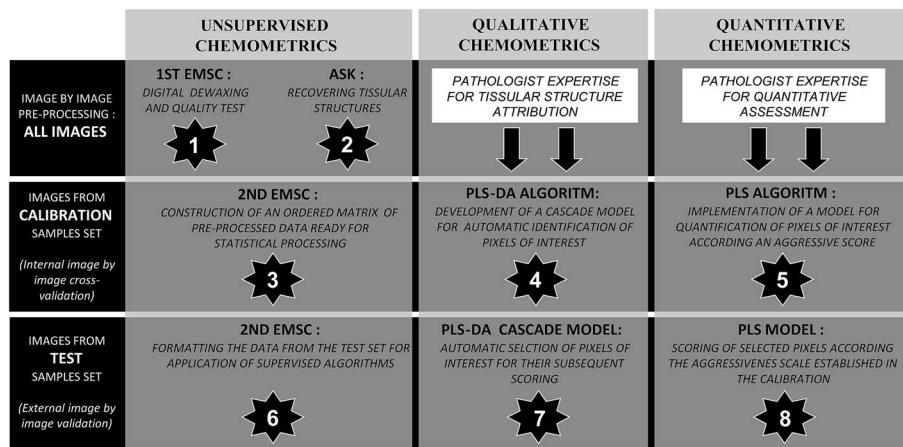 UNSUPERVISED
CHEMOMETRICS
QUALITATIVE
CHEMOMETRICS
QUANTITATIVE
CHEMOMETRICS
IMAGE BY IMAGE
PRE-PROCESSING :
ALL IMAGES
1ST EMSC :
DIGITAL DEWAXING
AND QUALITY TEST
1
ASK :
RECOVERING TISSULAR
STRUCTURES
2
PATHOLOGIST EXPERTISE
FOR TISSULAR STRUCTURE
ATTRIBUTION
PATHOLOGIST EXPERTISE
FOR QUANTITATIVE
ASSESSMENT
IMAGES FROM
CALIBRATION
SAMPLES SET
(Internal image by
image cross-
validation)
2ND EMSC :
CONSTRUCTION OF AN ORDERED MATRIX OF
PRE-PROCESSED DATA READY FOR
STATISTICAL PROCESSING
3
PLS-DA ALGORITM:
DEVELOPMENT OF A CASCADE MODEL
FOR AUTOMATIC IDENTIFICATION OF
PIXELS OF INTEREST
4
PLS ALGORITM :
IMPLEMENTATION OF A MODEL FOR
QUANTIFICATION OF PIXELS OF INTEREST
ACCORDING AN AGGRESSIVE SCORE
5
IMAGES FROM
TEST
SAMPLES SET
(External image by
image validation)
2ND EMSC :
FORMATTING THE DATA FROM THE TEST SET FOR
APPLICATION OF SUPERVISED ALGORITHMS
6
PLS-DA CASCADE MODEL:
AUTOMATIC SELCTION OF PIXELS OF
INTEREST FOR THEIR SUBSEQUENT
SCORING
7
PLS MODEL :
SCORING OF SELECTED PIXELS ACCORDING
THE AGGRESSIVENES SCALE ESTABLISHED IN
THE CALIBRATION
8